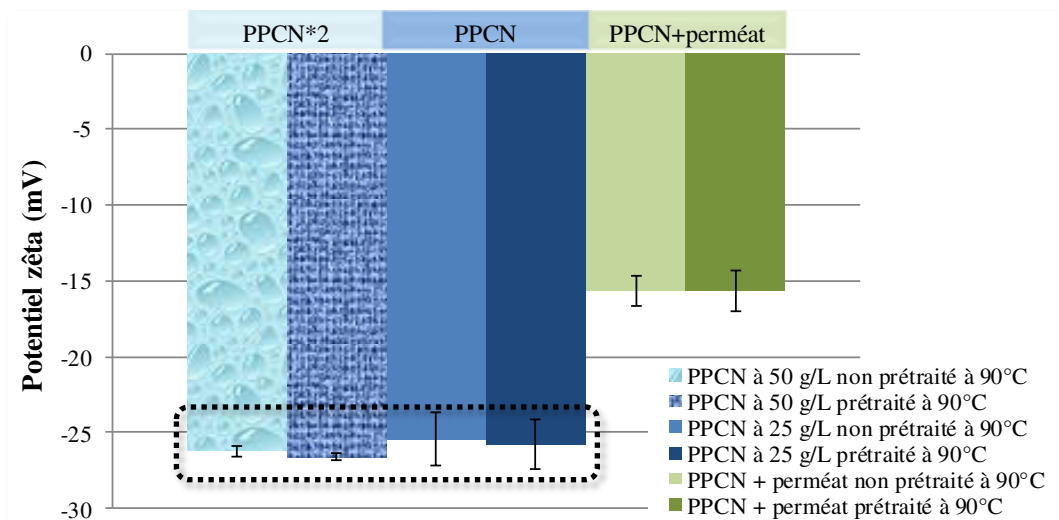 PPCN*2 PPCN PPCN+perméat
0
-5
-10
-15
-20
-25
-30
Potentiel zêta (mV)
PPCN à 50 g/L non prétraité à 90°C
PPCN à 50 g/L prétraité à 90°C
PPCN à 25 g/L non prétraité à 90°C
PPCN à 25 g/L prétraité à 90°C
PPCN + perméat non prétraité à 90°C
PPCN + perméat prétraité à 90°C